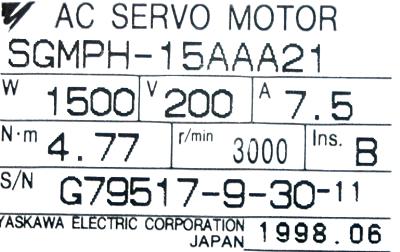 AC SERVO MOTOR
SGMPH-15AAA21
W 1500 V 200 A 7.5
N·m 4.77 r/min 3000 Ins. B
S/N G79517-9-30-11
YASKAWA ELECTRIC CORPORATION 1998.06
JAPAN